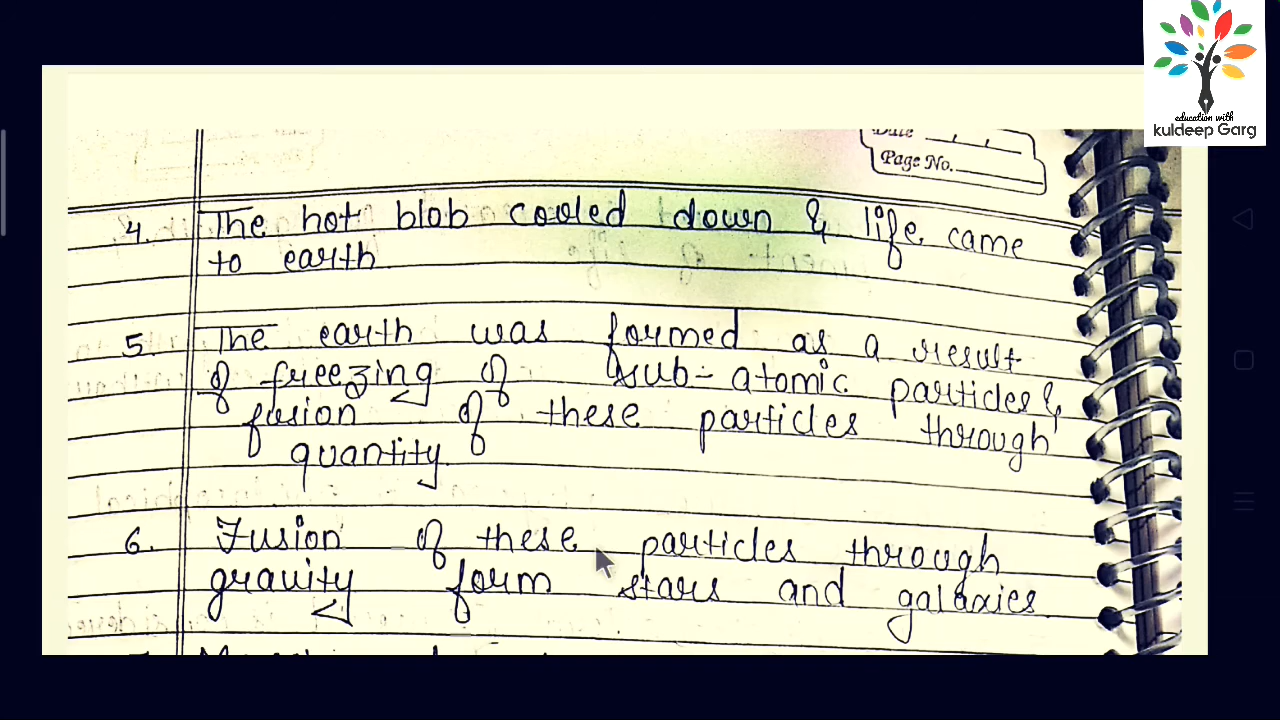 education with
kuldeep Garg
Date
Page No.
4. The hot blob cooled down & life came
to earth
5. The earth was formed as a result
of freezing of sub-atomic particles &
fusion of these particles through
quantity.
6. Fusion of these particles through
gravity form stars and galaxies.